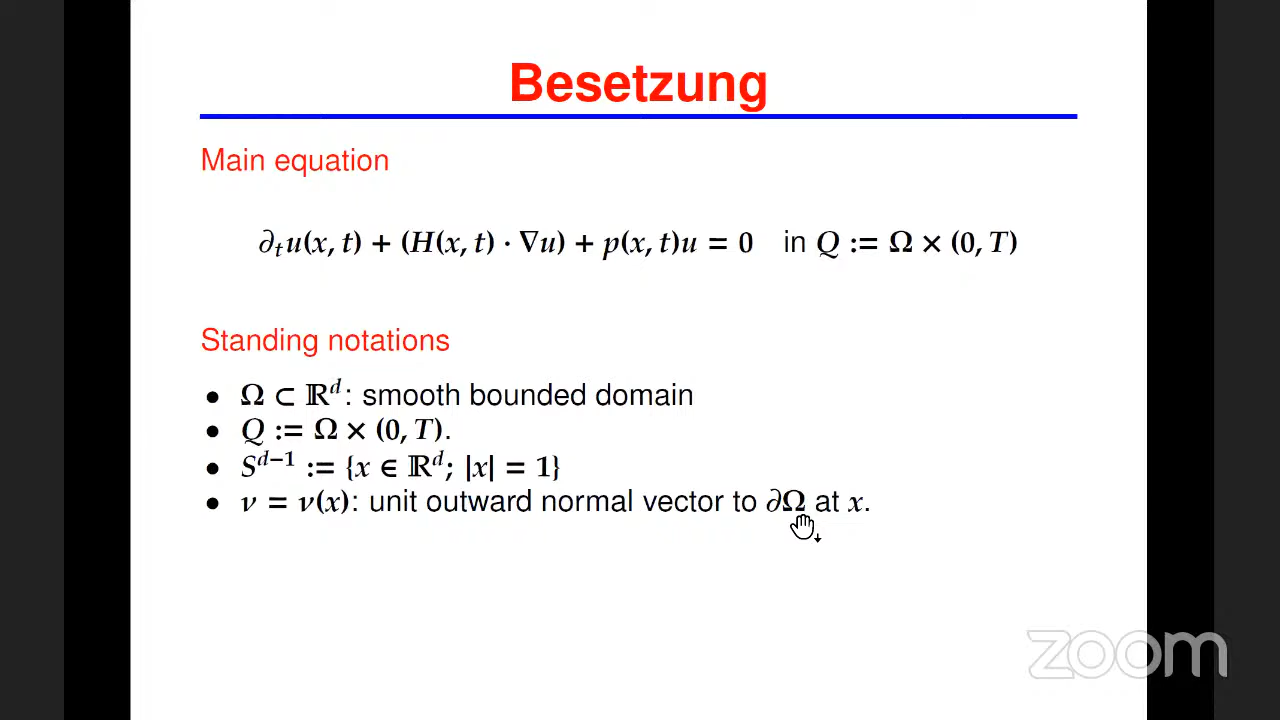 Besetzung
Main equation
∂ₜu(x, t) + (H(x, t) · ∇u) + p(x, t)u = 0 in Q := Ω × (0, T)
Standing notations
• Ω ⊂ ℝᵈ: smooth bounded domain
• Q := Ω × (0, T).
• Sᵈ⁻¹ := {x ∈ ℝᵈ; |x| = 1}
• ν = ν(x): unit outward normal vector to ∂Ω at x.
zoom